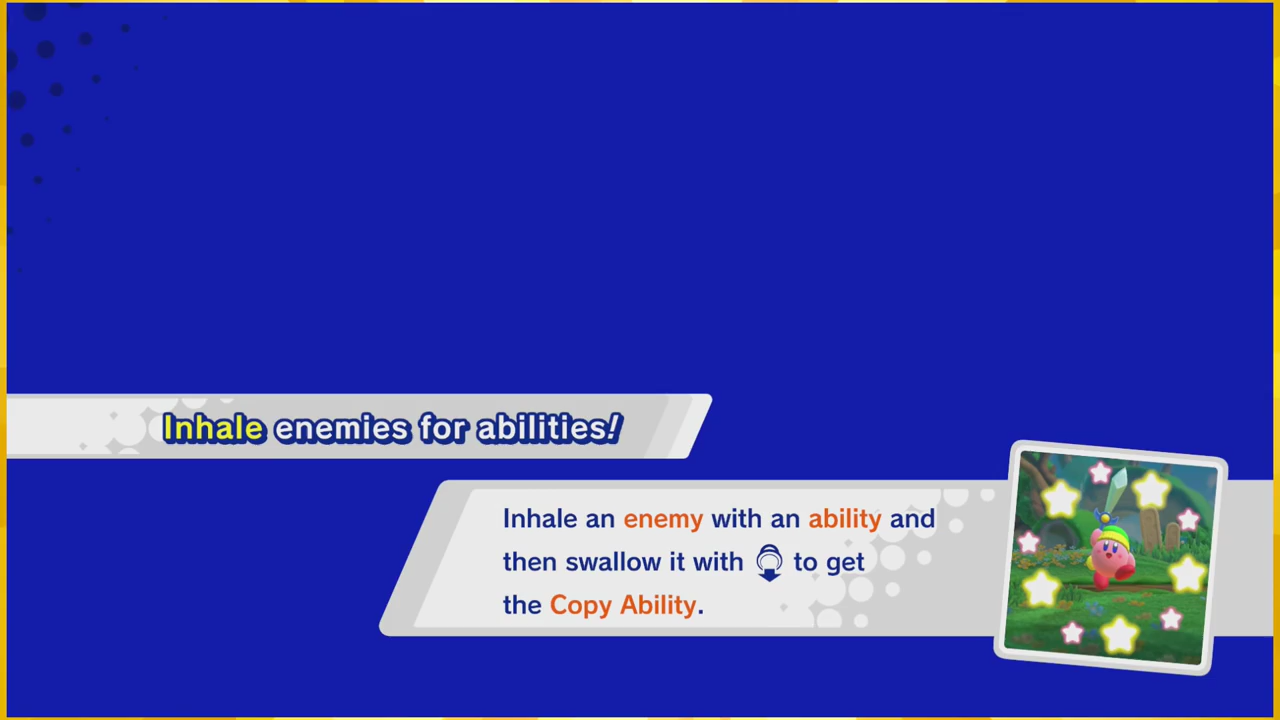 Inhale enemies for abilities!
Inhale an enemy with an ability and
then swallow it with to get
the Copy Ability.